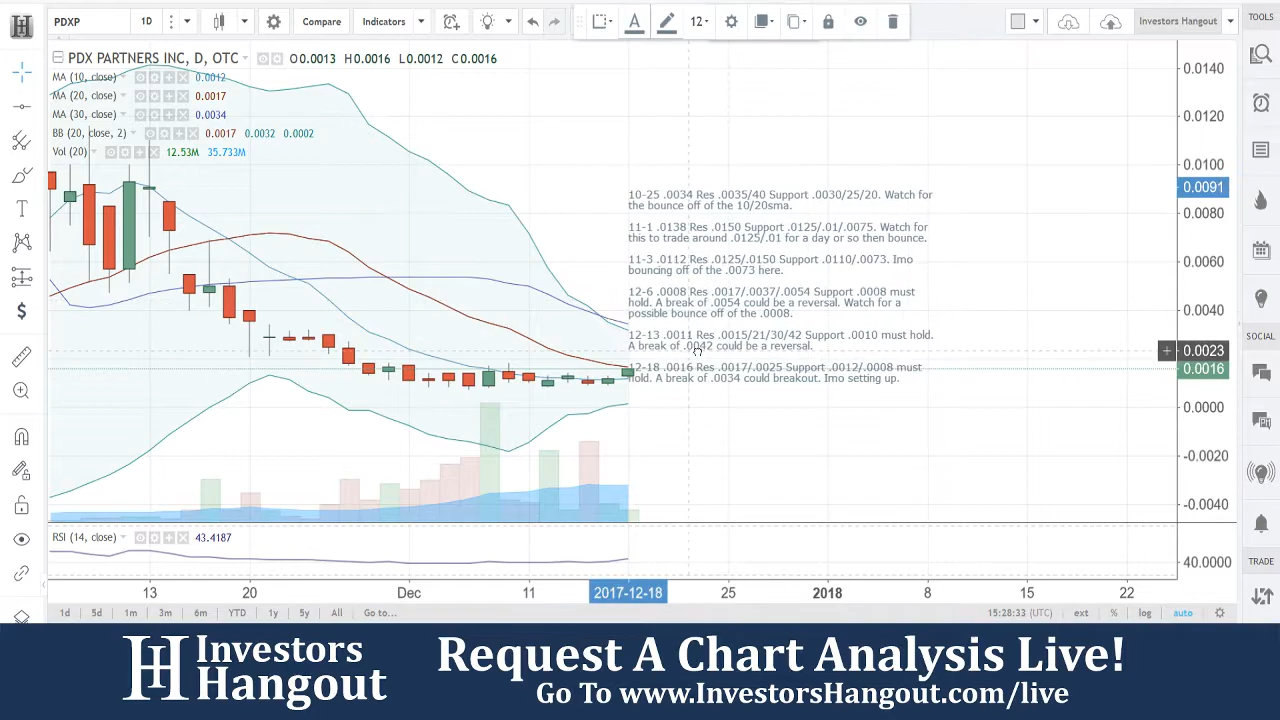 PDXP
1D
Compare
Indicators
12
Investors Hangout
TOOLS
PDX PARTNERS INC, D, OTC
O0.0013 H0.0016 L0.0012 C0.0016
MA (10, close) 0.0012
MA (20, close) 0.0017
MA (30, close) 0.0034
BB (20, close, 2) 0.0017 0.0032 0.0002
Vol (20) 12.53M 35.733M
0.0140
0.0120
0.0100
0.0091
0.0080
0.0060
0.0040
0.0023
0.0016
0.0000
-0.0020
-0.0040
10-25 .0034 Res .0035/40 Support .0030/25/20. Watch for
the bounce off of the 10/20sma.
11-1 .0138 Res .0150 Support .0125/.01/.0075. Watch for
this to trade around .0125/.01 for a day or so then bounce.
11-3 .0112 Res .0125/.0150 Support .0110/.0073. Imo
bouncing off of the .0073 here.
12-6 .0008 Res .0017/.0037/.0054 Support .0008 must
hold. A break of .0054 could be a reversal. Watch for a
possible bounce off of the .0008.
12-13 .0011 Res .0015/21/30/42 Support .0010 must hold.
A break of .0042 could be a reversal.
12-18 .0016 Res .0017/.0025 Support .0012/.0008 must
hold. A break of .0034 could breakout. Imo setting up.
SOCIAL
RSI (14, close) 43.4187
40.0000
TRADE
13 20 Dec 11 2017-12-18 25 2018 8 15 22
1d 5d 1m 3m 6m YTD 1y 5y All Go to...
15:28:33 (UTC) ext % log auto
Investors
Hangout
Request A Chart Analysis Live!
Go To www.InvestorsHangout.com/live